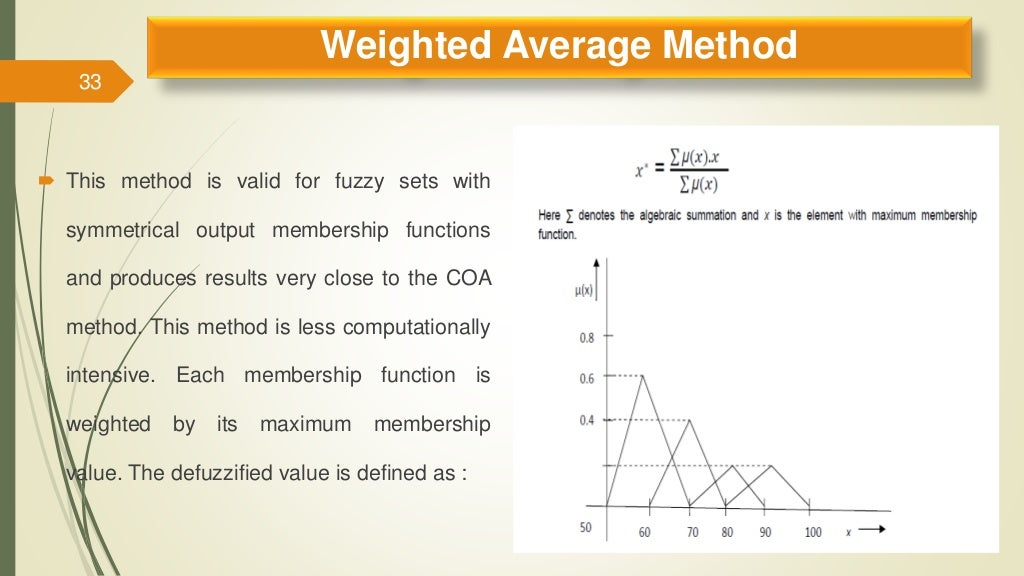 Weighted Average Method
33
This method is valid for fuzzy sets with
symmetrical output membership functions
and produces results very close to the COA
method. This method is less computationally
intensive. Each membership function is
weighted by its maximum membership
value. The defuzzified value is defined as :
x* = ∑μ(x).x / ∑μ(x)
Here ∑ denotes the algebraic summation and x is the element with maximum membership
function.
μ(x)
0.8
0.6
0.4
50 60 70 80 90 100 x